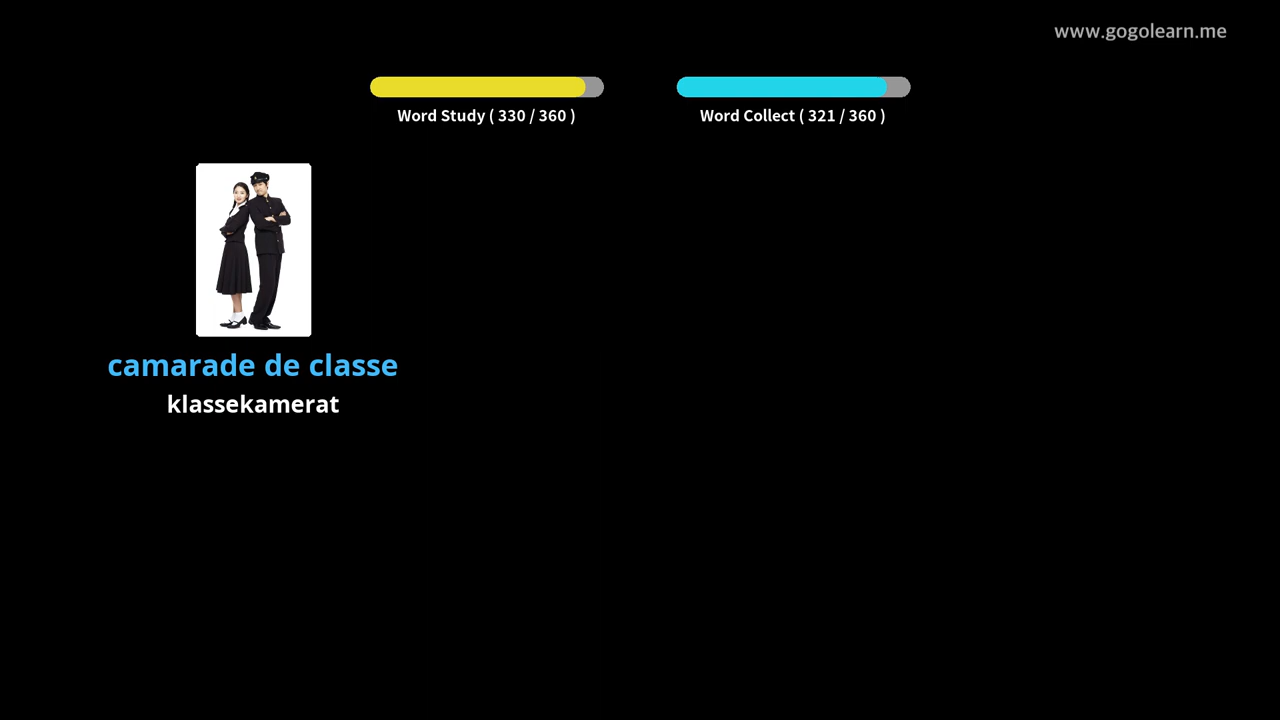 www.gogolearn.me
Word Study ( 330 / 360 )
Word Collect ( 321 / 360 )
camarade de classe
klassekamerat